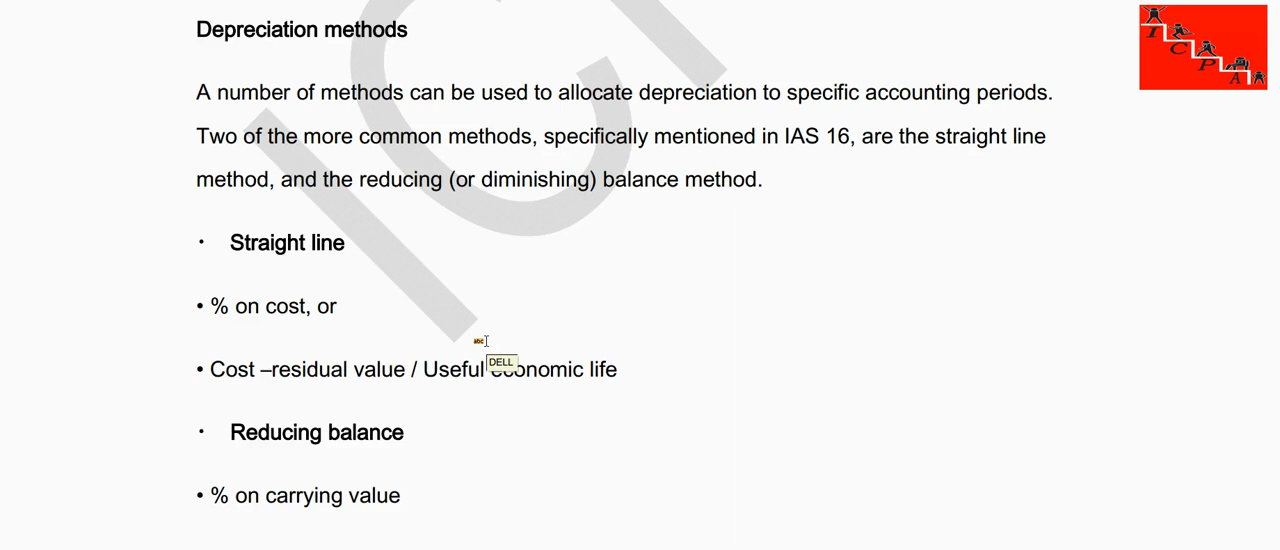 Depreciation methods
I
C
P
A
A number of methods can be used to allocate depreciation to specific accounting periods.
Two of the more common methods, specifically mentioned in IAS 16, are the straight line
method, and the reducing (or diminishing) balance method.
· Straight line
• % on cost, or
abc
DELL
• Cost –residual value / Useful economic life
· Reducing balance
• % on carrying value